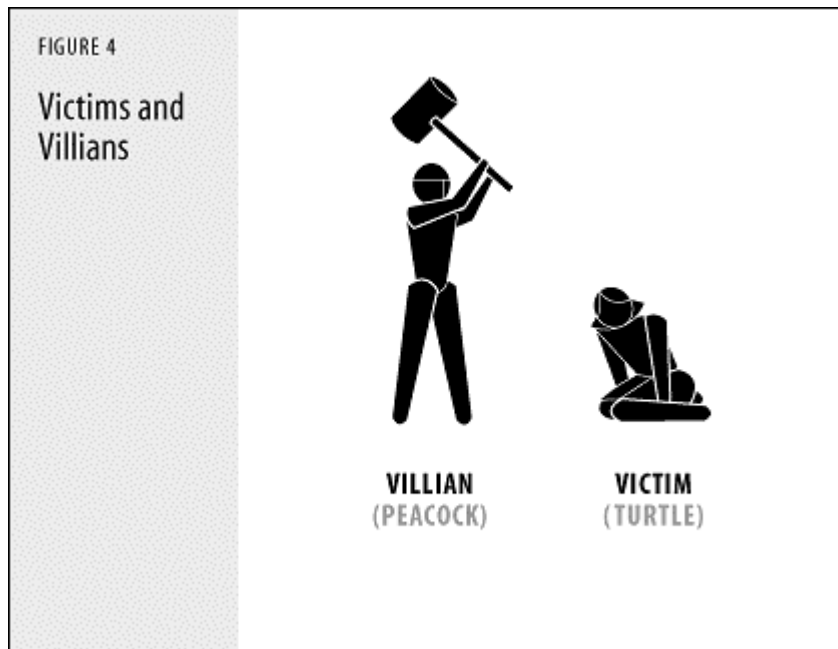 FIGURE 4
Victims and
Villians
VILLIAN
(PEACOCK)
VICTIM
(TURTLE)